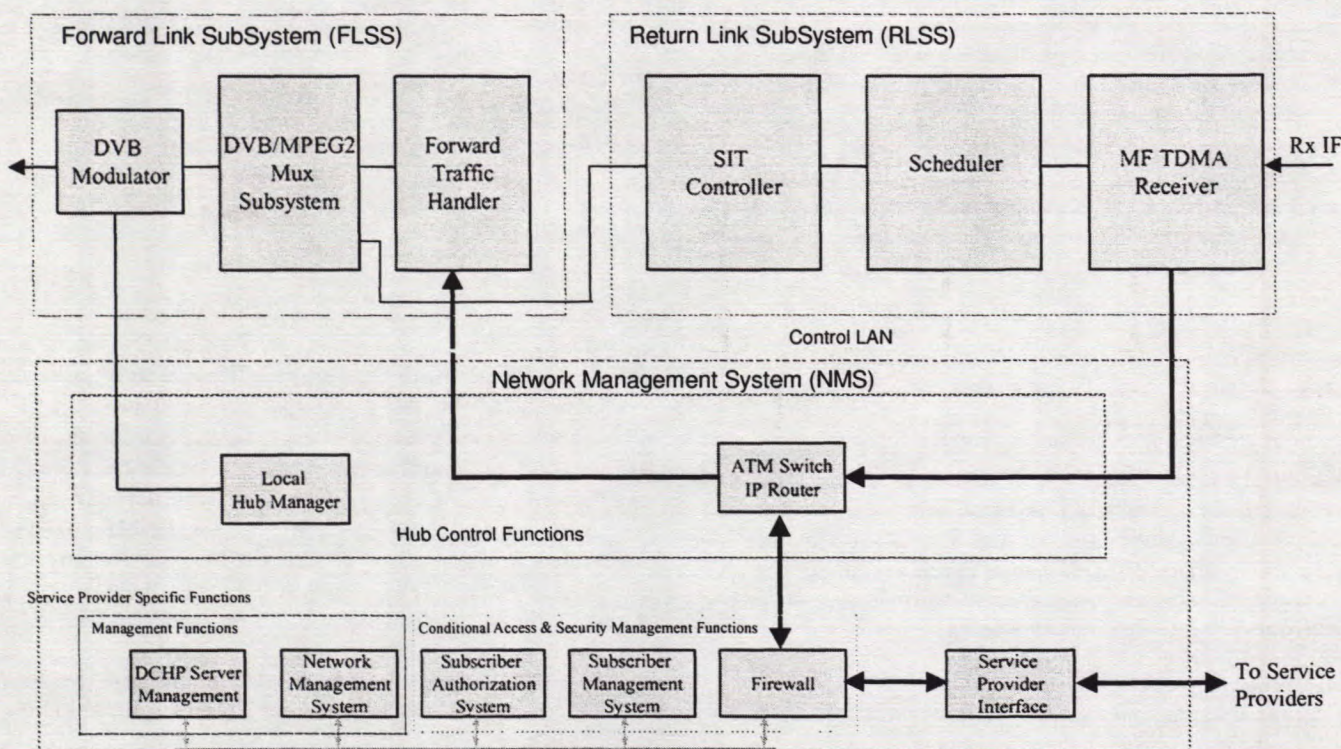 Forward Link SubSystem (FLSS)
Return Link SubSystem (RLSS)
DVB
Modulator
DVB/MPEG2
Mux
Subsystem
Forward
Traffic
Handler
SIT
Controller
Scheduler
MF TDMA
Receiver
Rx IF
Control LAN
Network Management System (NMS)
Local
Hub Manager
ATM Switch
IP Router
Hub Control Functions
Service Provider Specific Functions
Management Functions
Conditional Access & Security Management Functions
DCHP Server
Management
Network
Management
System
Subscriber
Authorization
System
Subscriber
Management
System
Firewall
Service
Provider
Interface
To Service
Providers